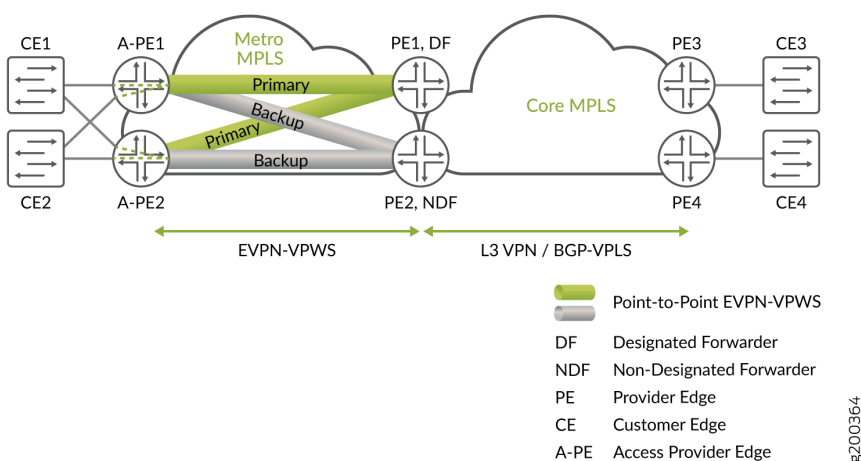 CE1
A-PE1
Metro
MPLS
PE1, DF
PE3
CE3
Primary
Backup
Core MPLS
Primary
Backup
CE2
A-PE2
PE2, NDF
PE4
CE4
EVPN-VPWS
L3 VPN / BGP-VPLS
Point-to-Point EVPN-VPWS
DF Designated Forwarder
NDF Non-Designated Forwarder
PE Provider Edge
CE Customer Edge
A-PE Access Provider Edge
g200364